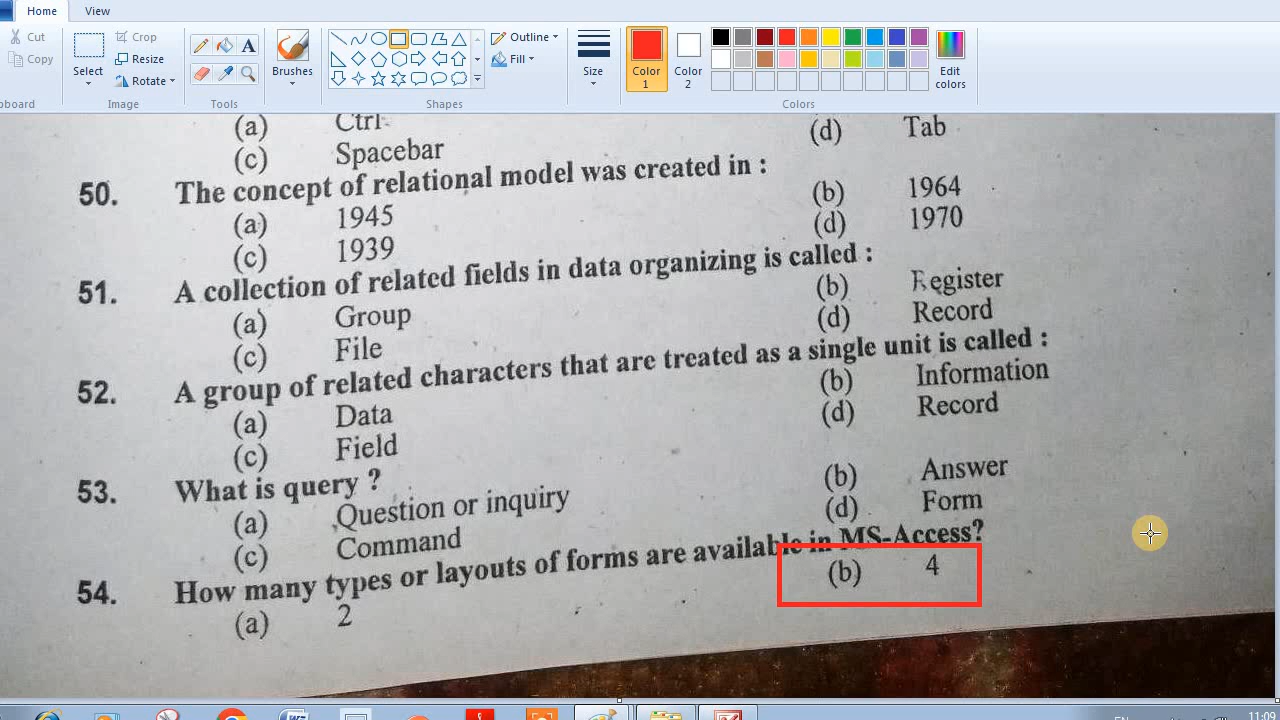 Home View
Cut
Copy
Crop
Resize
Rotate
Select
Brushes
Outline
Fill
Size
Color 1
Color 2
Edit colors
Image
Tools
Shapes
Colors
(a) Ctrl (d) Tab
(c) Spacebar
50. The concept of relational model was created in :
(a) 1945 (b) 1964
(c) 1939 (d) 1970
51. A collection of related fields in data organizing is called :
(a) Group (b) Register
(c) File (d) Record
52. A group of related characters that are treated as a single unit is called :
(a) Data (b) Information
(c) Field (d) Record
53. What is query ?
(a) Question or inquiry (b) Answer
(c) Command (d) Form
54. How many types or layouts of forms are available in MS-Access?
(a) 2 (b) 4